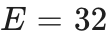 E = 32